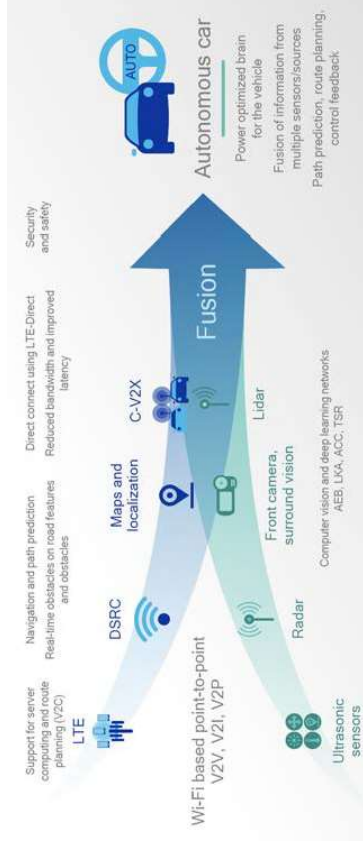 Support for server
computing and route
planning (V2C)
LTE
Navigation and path prediction
Real-time obstacles on road features
and obstacles
DSRC
Maps and
localization
Direct connect using LTE-Direct
Reduced bandwidth and improved
latency
C-V2X
Security
and safety
Wi-Fi based point-to-point
V2V, V2I, V2P
Fusion
Ultrasonic
sensors
Radar
Front camera,
surround vision
Lidar
Computer vision and deep learning networks
AEB, LKA, ACC, TSR
AUTO
Autonomous car
Power optimized brain
for the vehicle
Fusion of information from
multiple sensors/sources
Path prediction, route planning,
control feedback